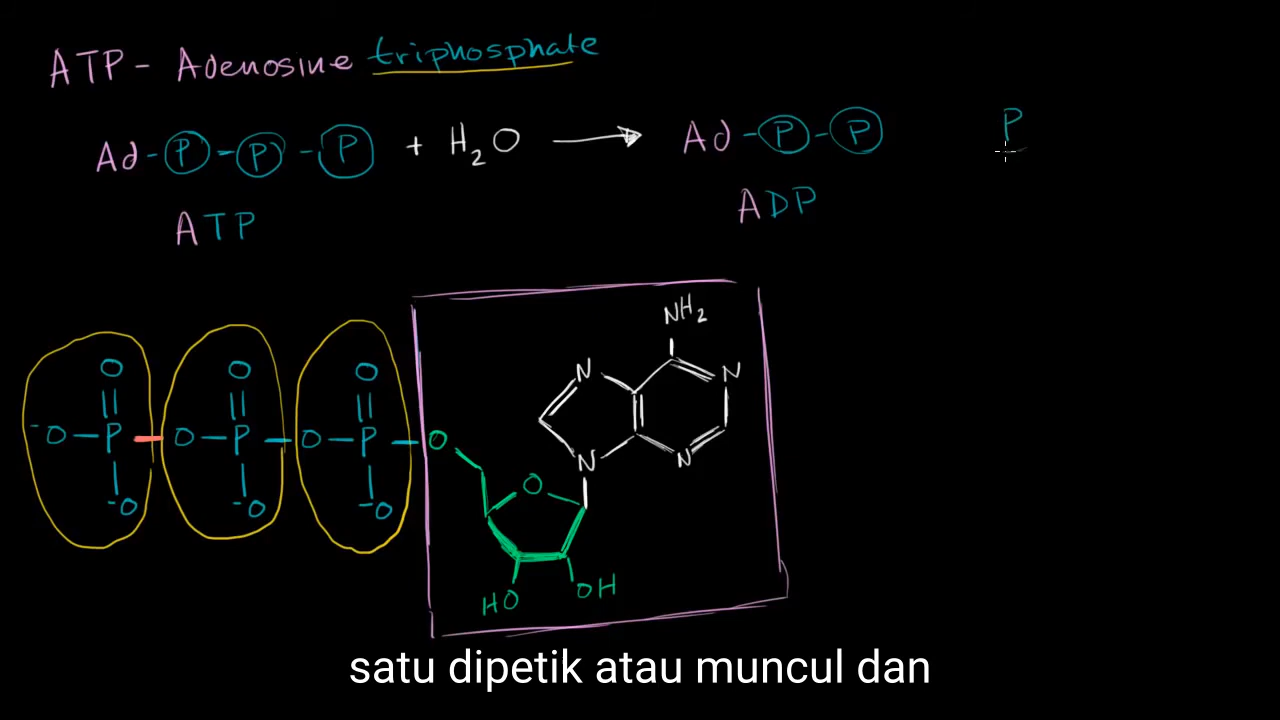 ATP - Adenosine triphosphate
Ad - P - P - P + H2O → Ad - P - P P
ATP ADP
NH2
O O O N N
-O - P - O - P - O - P - O
N N
-O -O -O O
HO OH
satu dipetik atau muncul dan